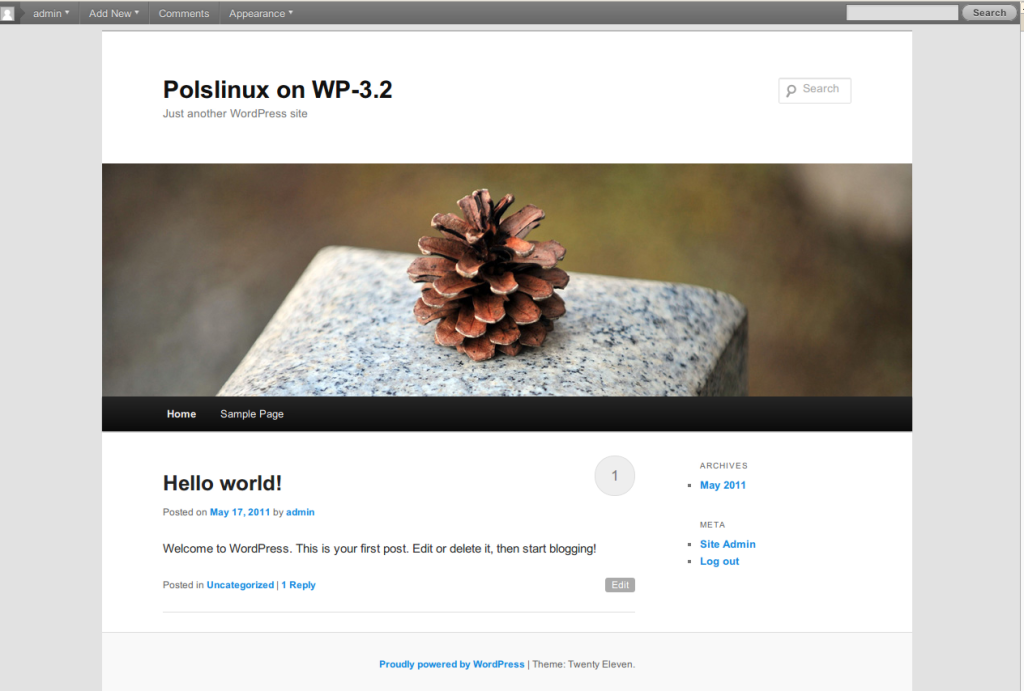 admin Add New Comments Appearance Search
Polslinux on WP-3.2
Search
Just another WordPress site
Home Sample Page
Hello world!
1
Posted on May 17, 2011 by admin
Welcome to WordPress. This is your first post. Edit or delete it, then start blogging!
Posted in Uncategorized | 1 Reply
Edit
ARCHIVES
May 2011
META
Site Admin
Log out
Proudly powered by WordPress | Theme: Twenty Eleven.